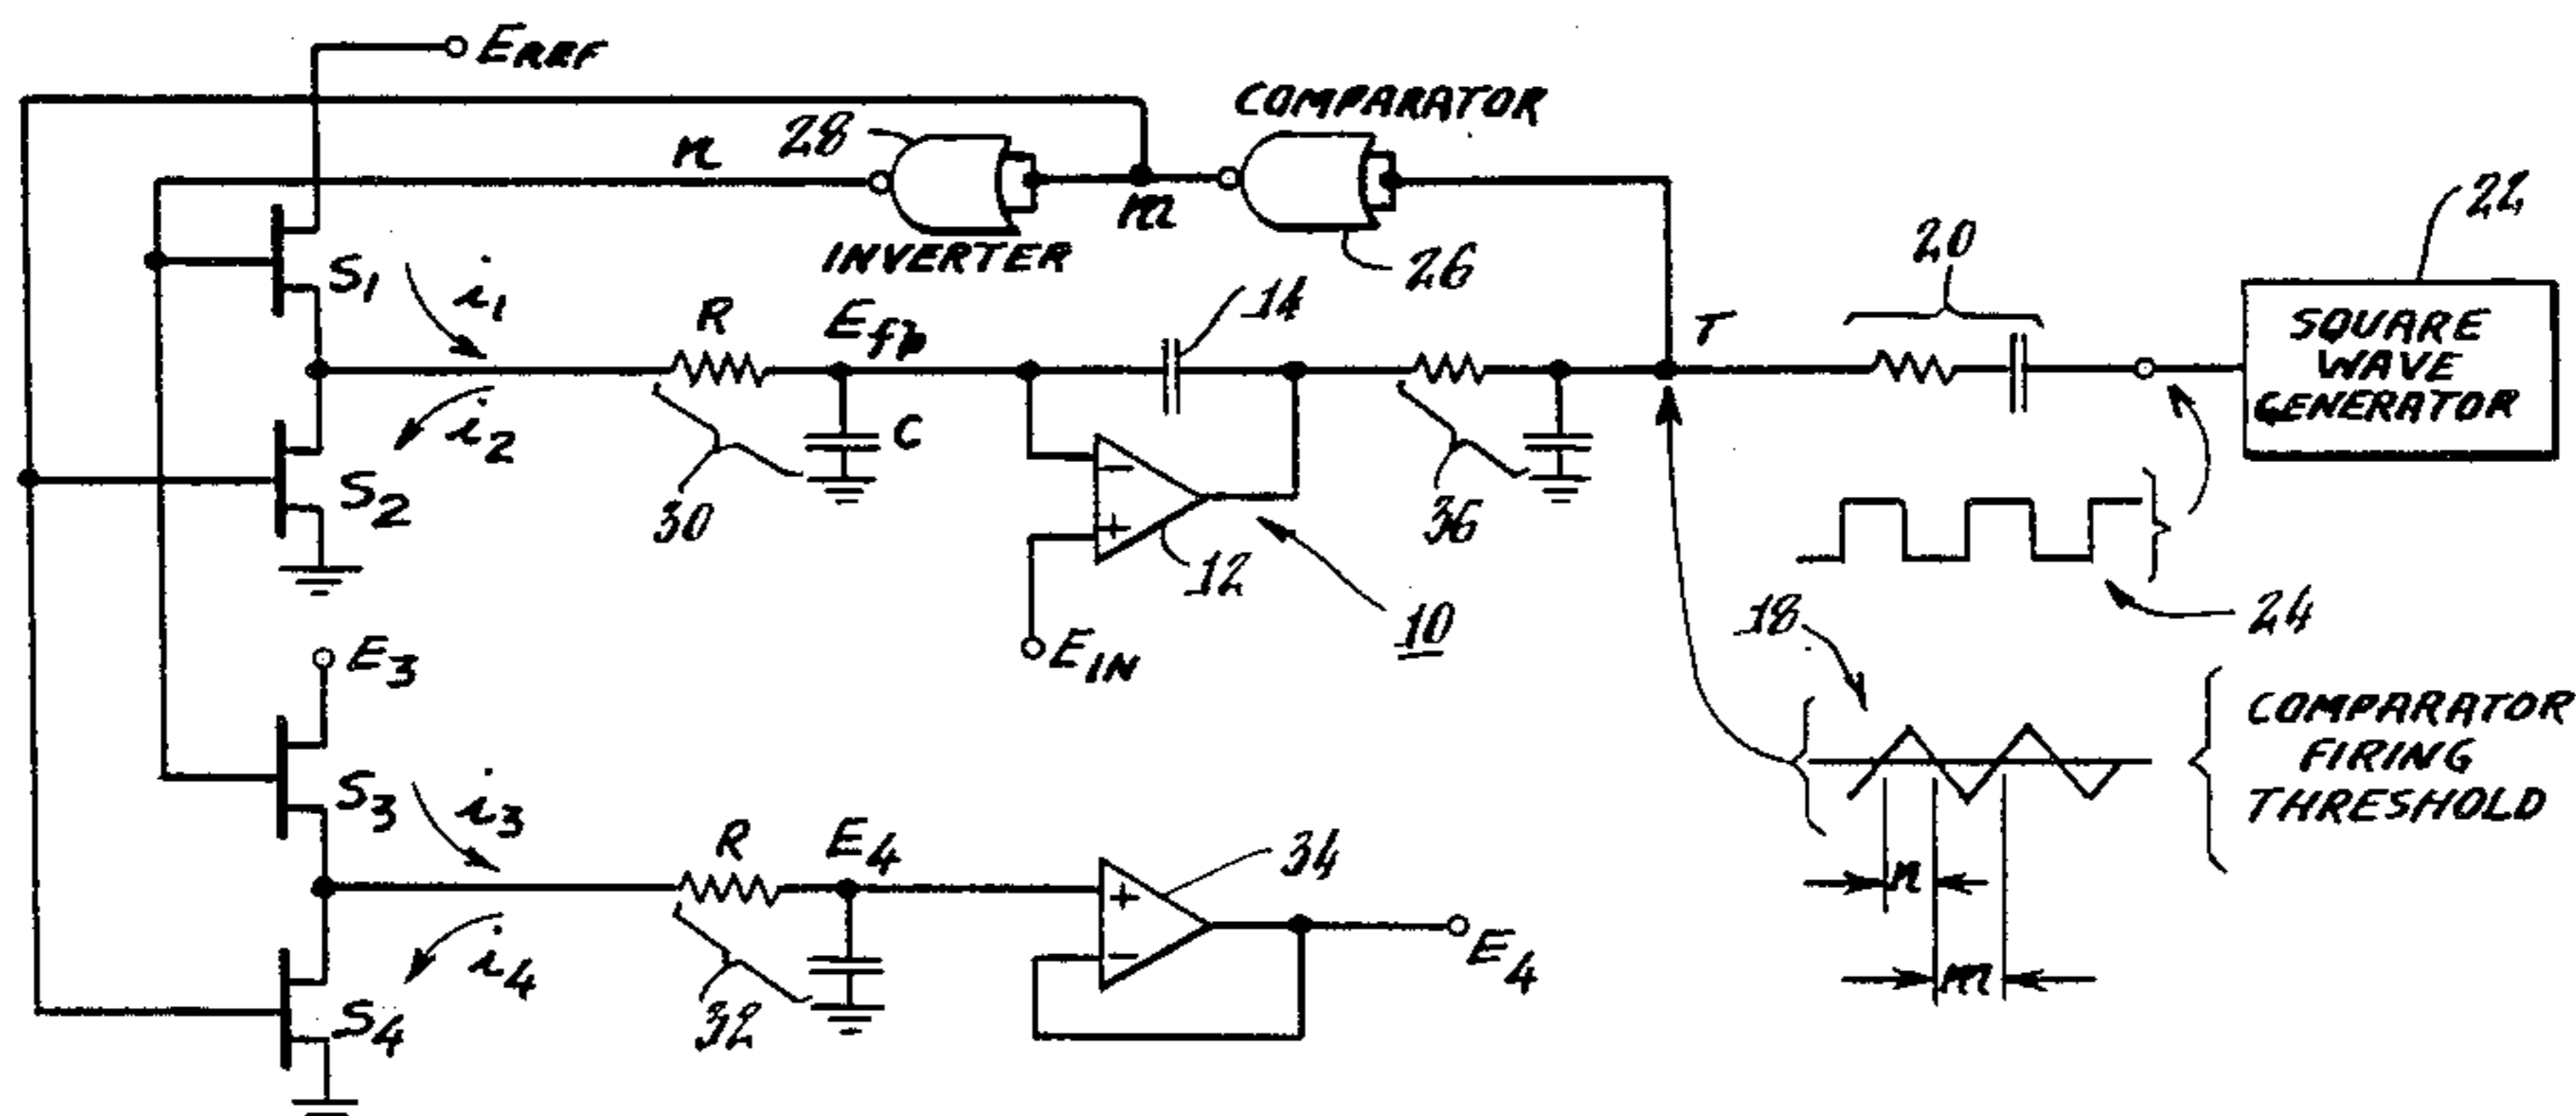 EREF
COMPARATOR
28
n
m
INVERTER
26
20
22
S1
i1
R
Efp
14
T
SQUARE
WAVE
GENERATOR
i2
C
S2
30
36
12
10
EIN
24
18
E3
COMPARATOR
FIRING
THRESHOLD
S3
i3
R
E4
34
n
m
i4
S4
32
E4